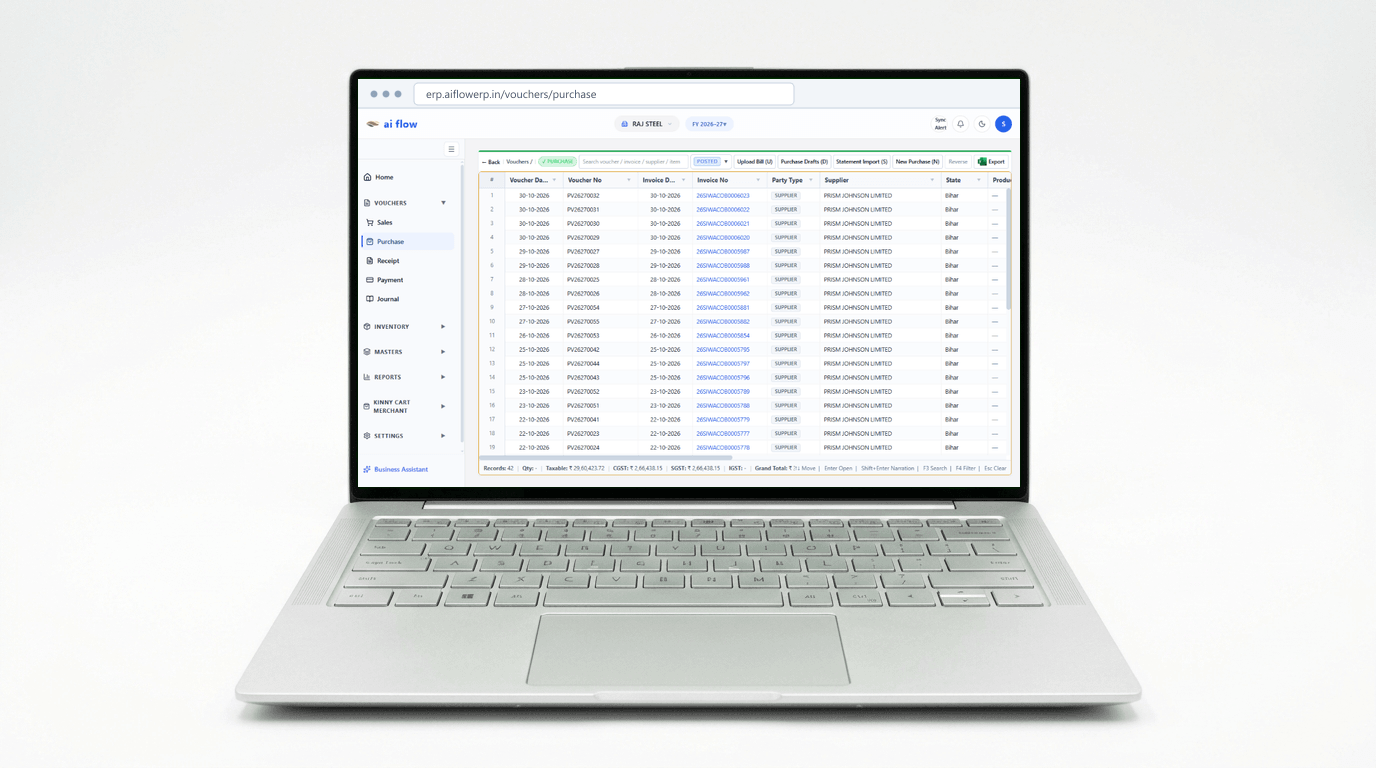 erp.aiflowerp.in/vouchers/purchase
ai flow
RAJ STEEL
FY 2026-27
Sync
Alert
S
Home
VOUCHERS
Sales
Purchase
Receipt
Payment
Journal
INVENTORY
MASTERS
REPORTS
KINNY CART
MERCHANT
SETTINGS
Business Assistant
← Back Vouchers / ✓ PURCHASE Search voucher / invoice / supplier / item POSTED Upload Bill (U) Purchase Drafts (D) Statement Import (S) New Purchase (N) Reverse Export
# Voucher Da... Voucher No Invoice D... Invoice No Party Type Supplier State Produ
1 30-10-2026 PV26270032 30-10-2026 26SIWACOB0006023 SUPPLIER PRISM JOHNSON LIMITED Bihar —
2 30-10-2026 PV26270031 30-10-2026 26SIWACOB0006022 SUPPLIER PRISM JOHNSON LIMITED Bihar —
3 30-10-2026 PV26270030 30-10-2026 26SIWACOB0006021 SUPPLIER PRISM JOHNSON LIMITED Bihar —
4 30-10-2026 PV26270029 30-10-2026 26SIWACOB0006020 SUPPLIER PRISM JOHNSON LIMITED Bihar —
5 29-10-2026 PV26270027 29-10-2026 26SIWACOB0005987 SUPPLIER PRISM JOHNSON LIMITED Bihar —
6 29-10-2026 PV26270028 29-10-2026 26SIWACOB0005988 SUPPLIER PRISM JOHNSON LIMITED Bihar —
7 28-10-2026 PV26270025 28-10-2026 26SIWACOB0005961 SUPPLIER PRISM JOHNSON LIMITED Bihar —
8 28-10-2026 PV26270026 28-10-2026 26SIWACOB0005962 SUPPLIER PRISM JOHNSON LIMITED Bihar —
9 27-10-2026 PV26270054 27-10-2026 26SIWACOB0005881 SUPPLIER PRISM JOHNSON LIMITED Bihar —
10 27-10-2026 PV26270055 27-10-2026 26SIWACOB0005882 SUPPLIER PRISM JOHNSON LIMITED Bihar —
11 26-10-2026 PV26270053 26-10-2026 26SIWACOB0005854 SUPPLIER PRISM JOHNSON LIMITED Bihar —
12 25-10-2026 PV26270042 25-10-2026 26SIWACOB0005795 SUPPLIER PRISM JOHNSON LIMITED Bihar —
13 25-10-2026 PV26270044 25-10-2026 26SIWACOB0005797 SUPPLIER PRISM JOHNSON LIMITED Bihar —
14 25-10-2026 PV26270043 25-10-2026 26SIWACOB0005796 SUPPLIER PRISM JOHNSON LIMITED Bihar —
15 23-10-2026 PV26270052 23-10-2026 26SIWACOB0005789 SUPPLIER PRISM JOHNSON LIMITED Bihar —
16 23-10-2026 PV26270051 23-10-2026 26SIWACOB0005788 SUPPLIER PRISM JOHNSON LIMITED Bihar —
17 22-10-2026 PV26270041 22-10-2026 26SIWACOB0005779 SUPPLIER PRISM JOHNSON LIMITED Bihar —
18 22-10-2026 PV26270023 22-10-2026 26SIWACOB0005777 SUPPLIER PRISM JOHNSON LIMITED Bihar —
19 22-10-2026 PV26270024 22-10-2026 26SIWACOB0005778 SUPPLIER PRISM JOHNSON LIMITED Bihar —
Records: 42 | Qty: - | Taxable: ₹ 29,60,423.72 | CGST: ₹ 2,66,438.15 | SGST: ₹ 2,66,438.15 | IGST: - | Grand Total: ₹ Move | Enter Open | Shift+Enter Narration | F3 Search | F4 Filter | Esc Clear